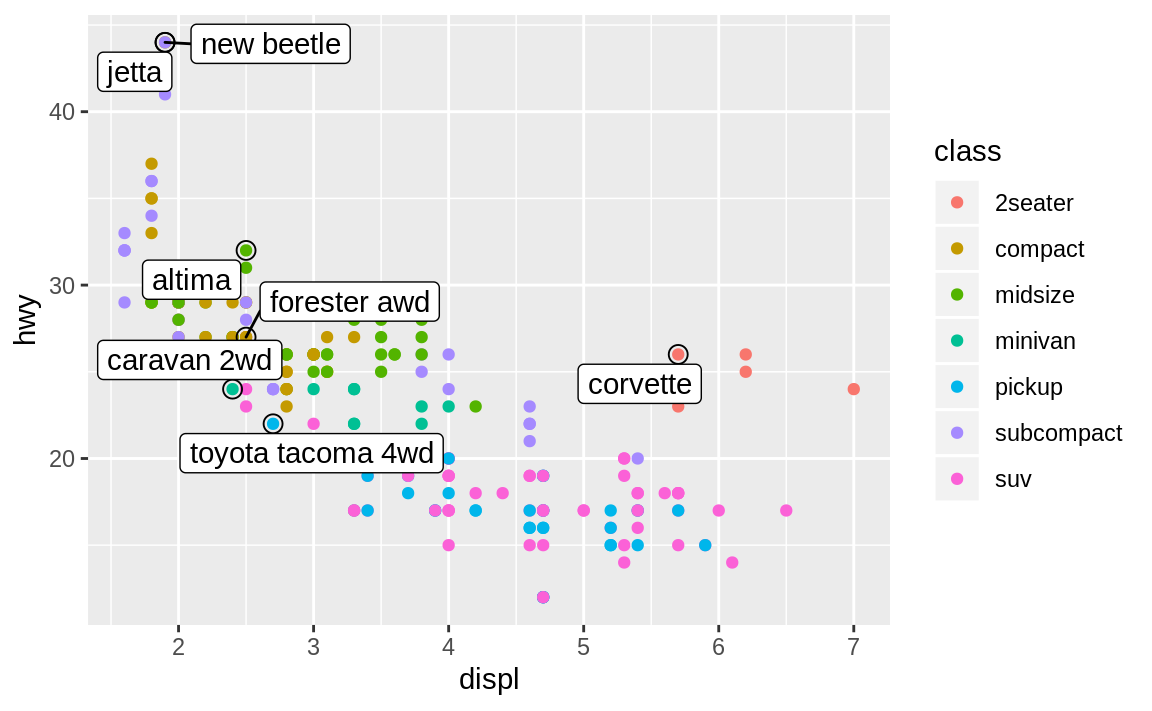 new beetle
jetta
40
30
20
altima
forester awd
caravan 2wd
corvette
toyota tacoma 4wd
hwy
2
3
4
5
6
7
displ
class
2seater
compact
midsize
minivan
pickup
subcompact
suv